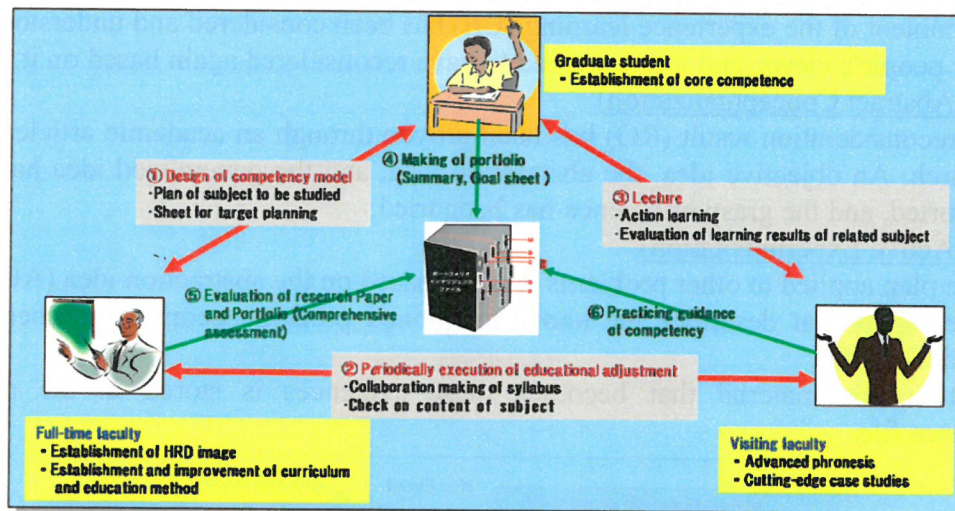 Graduate student
- Establishment of core competence
④ Making of portfolio
(Summary, Goal sheet )
① Design of competency model
·Plan of subject to be studied
·Sheet for target planning
③ Lecture
·Action learning
·Evaluation of learning results of related subject
⑤ Evaluation of research Paper
and Portfolio (Comprehensive
assessment)
⑥ Practicing guidance
of competency
② Periodically execution of educational adjustment
·Collaboration making of syllabus
·Check on content of subject
Full-time faculty
- Establishment of HRD image
- Establishment and improvement of curriculum
and education method
Visiting faculty
- Advanced phronesis
- Cutting-edge case studies